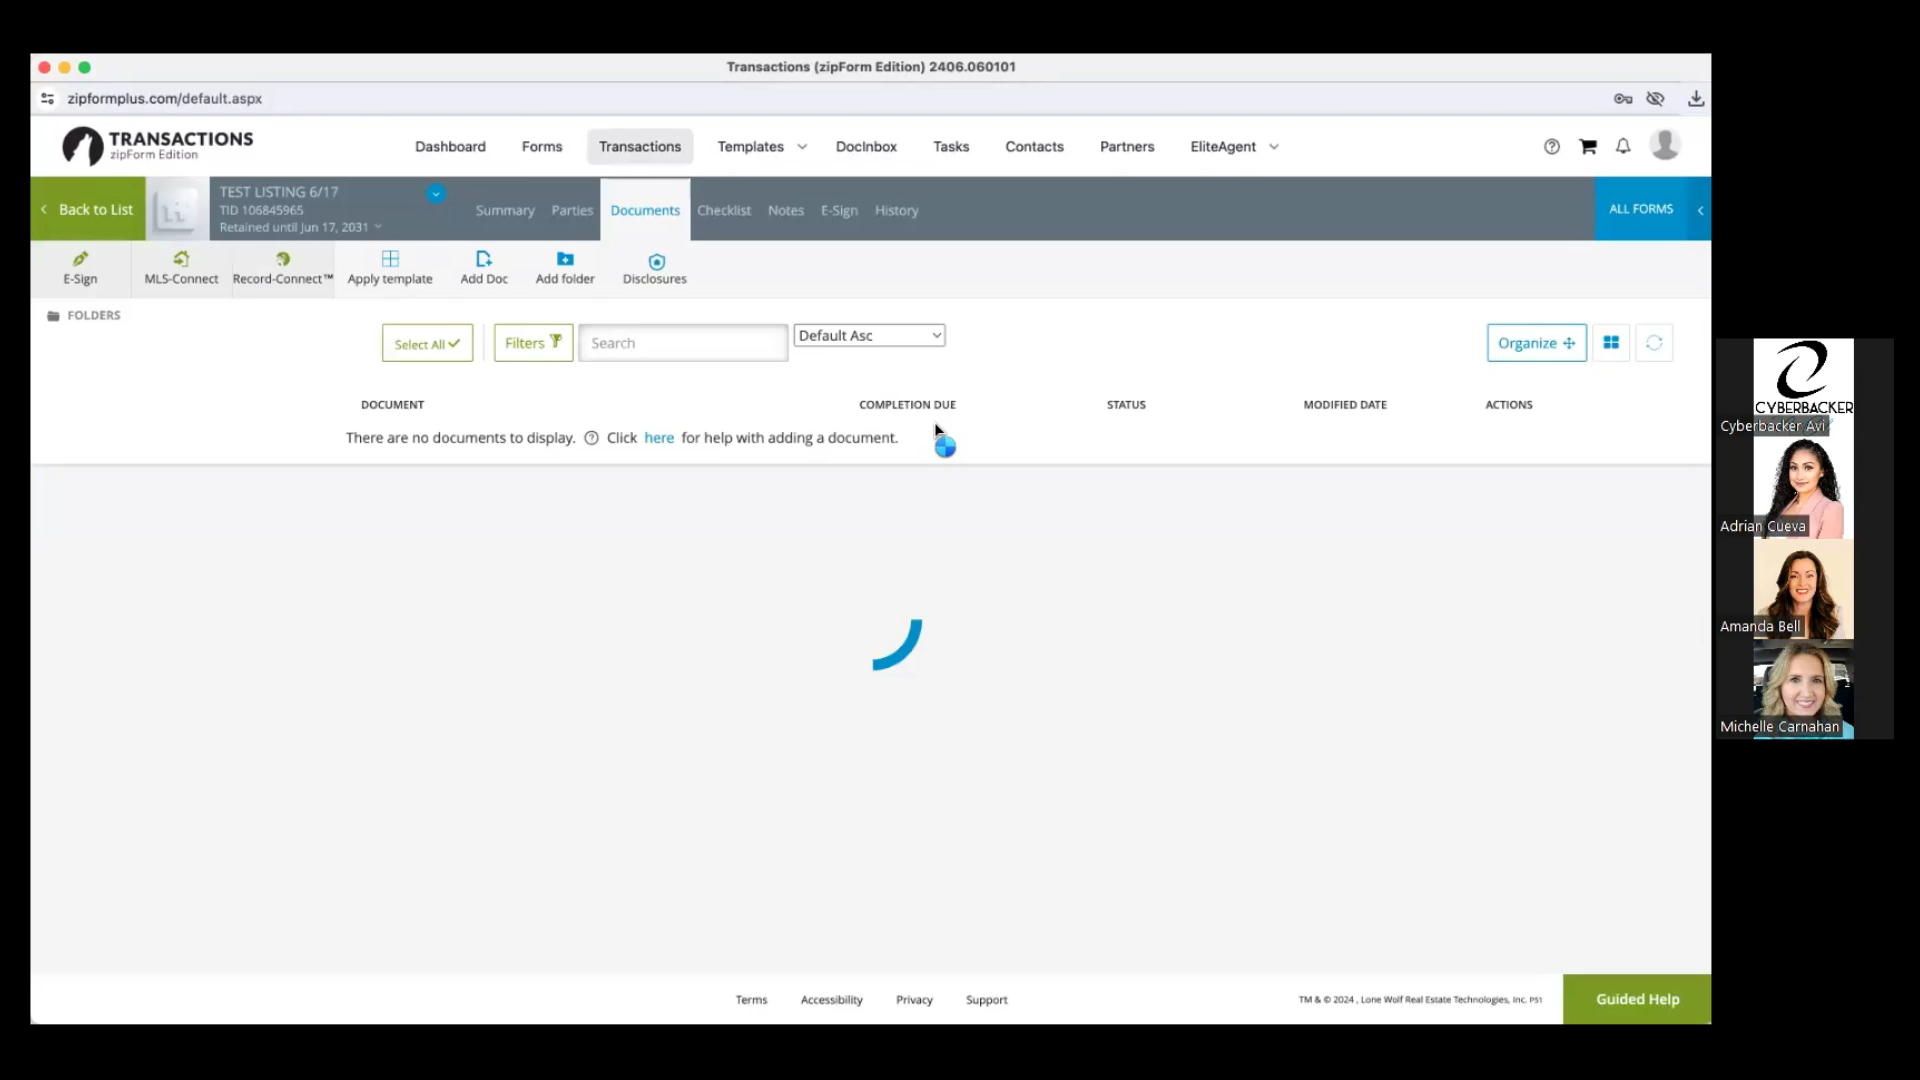 Transactions (zipForm Edition) 2406.060101
zipformplus.com/default.aspx
TRANSACTIONS
zipForm Edition
Dashboard Forms Transactions Templates DocInbox Tasks Contacts Partners EliteAgent
Back to List
TEST LISTING 6/17
TID 106845965
Retained until Jun 17, 2031
Summary Parties Documents Checklist Notes E-Sign History
ALL FORMS
E-Sign MLS-Connect Record-Connect™ Apply template Add Doc Add folder Disclosures
FOLDERS
Select All Filters Search Default Asc Organize
DOCUMENT COMPLETION DUE STATUS MODIFIED DATE ACTIONS
There are no documents to display. Click here for help with adding a document.
CYBERBACKER
Cyberbacker Avi
Adrian Cueva
Amanda Bell
Michelle Carnahan
Terms Accessibility Privacy Support
TM & © 2024 , Lone Wolf Real Estate Technologies, Inc. PS1
Guided Help